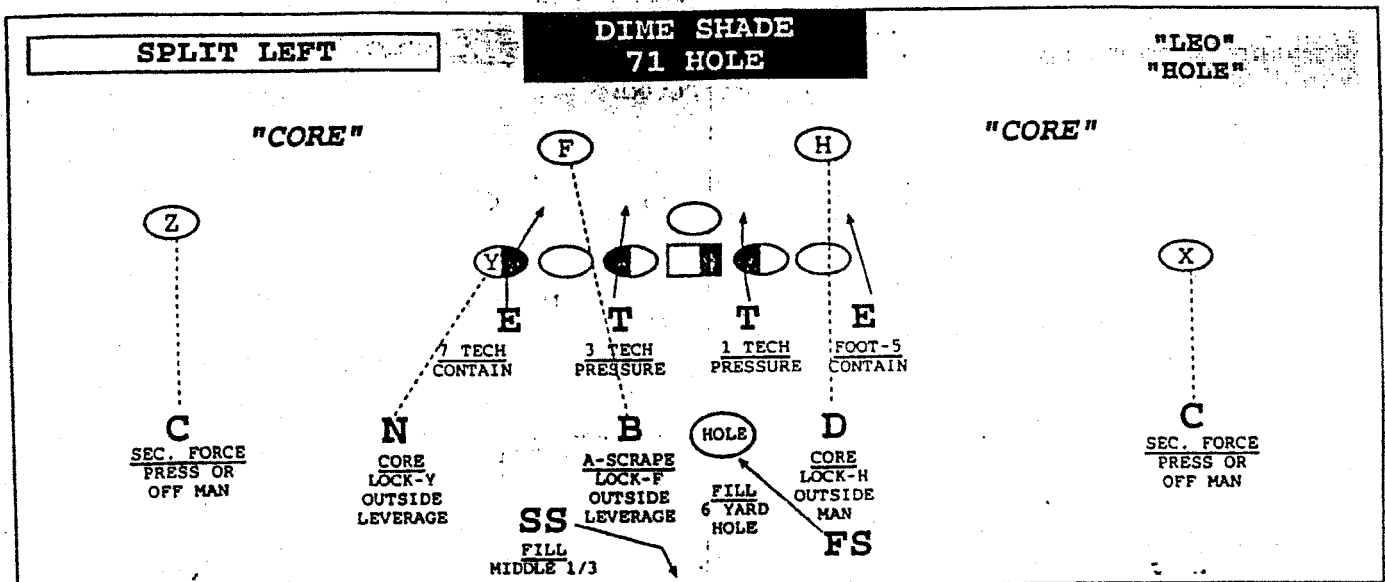 SPLIT LEFT
DIME SHADE
71 HOLE
"LEO"
"HOLE"
"CORE"
"CORE"
F
H
Z
Y
X
E
T
T
E
7 TECH
CONTAIN
3 TECH
PRESSURE
1 TECH
PRESSURE
FOOT-5
CONTAIN
C
SEC. FORCE
PRESS OR
OFF MAN
N
CORE
LOCK-Y
OUTSIDE
LEVERAGE
B
A-SCRAPE
LOCK-F
OUTSIDE
LEVERAGE
HOLE
FILL
6 YARD
HOLE
D
CORE
LOCK-H
OUTSIDE
MAN
C
SEC. FORCE
PRESS OR
OFF MAN
SS
FILL
MIDDLE 1/3
FS